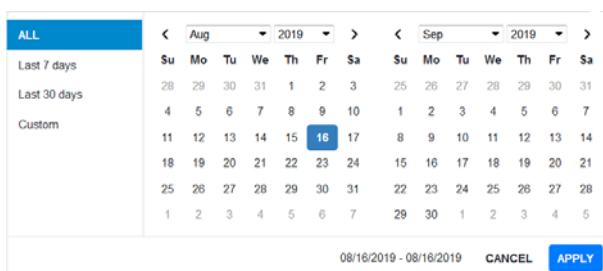 ALL
Last 7 days
Last 30 days
Custom
Aug 2019
Su Mo Tu We Th Fr Sa
28 29 30 31 1 2 3
4 5 6 7 8 9 10
11 12 13 14 15 16 17
18 19 20 21 22 23 24
25 26 27 28 29 30 31
1 2 3 4 5 6 7
Sep 2019
Su Mo Tu We Th Fr Sa
25 26 27 28 29 30 31
1 2 3 4 5 6 7
8 9 10 11 12 13 14
15 16 17 18 19 20 21
22 23 24 25 26 27 28
29 30 1 2 3 4 5
08/16/2019 - 08/16/2019 CANCEL APPLY